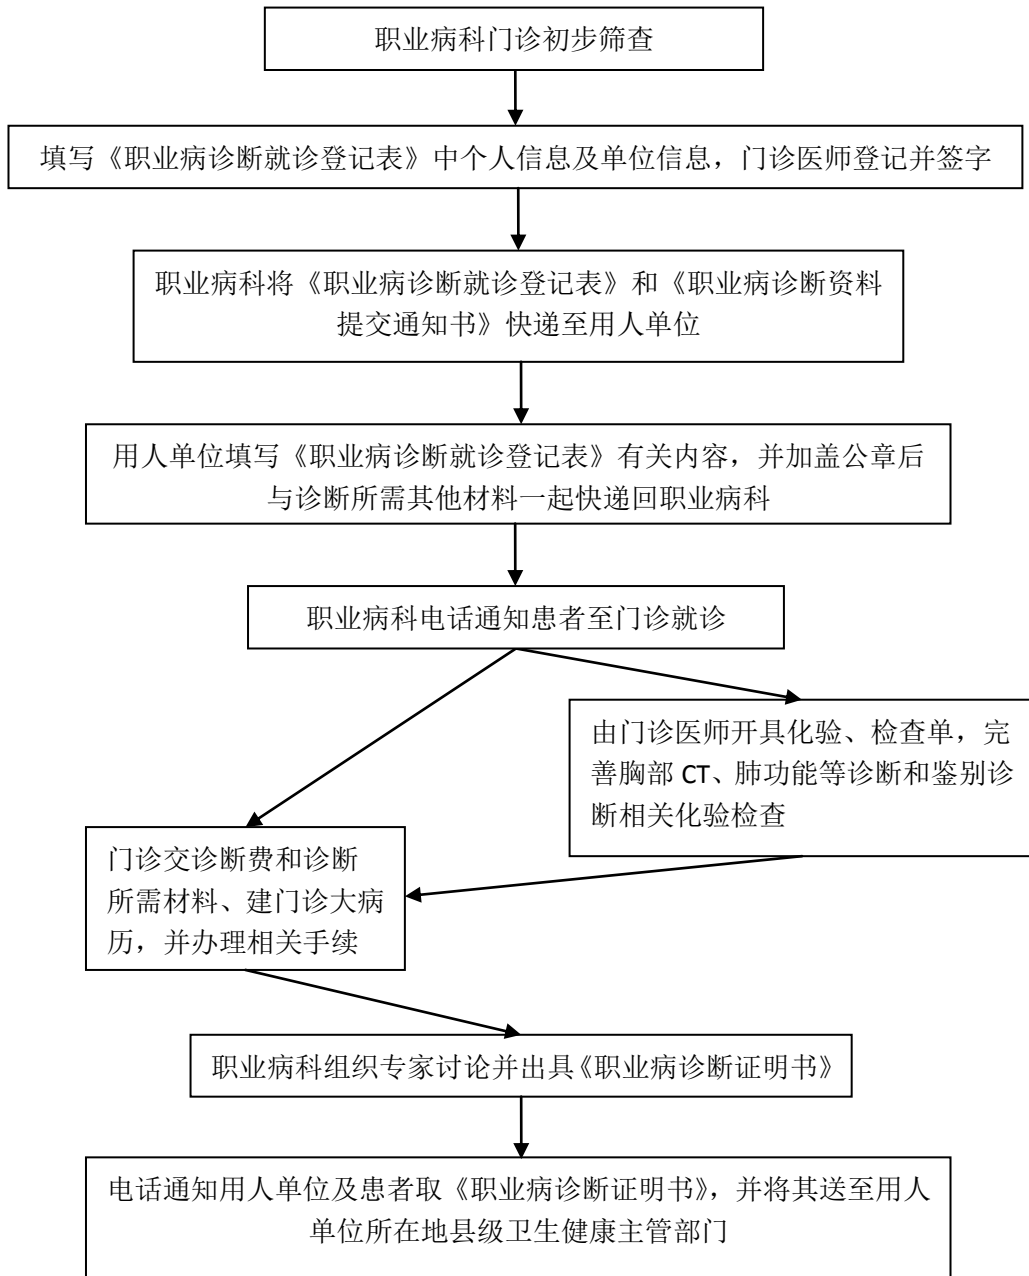 职业病科门诊初步筛查
填写《职业病诊断就诊登记表》中个人信息及单位信息，门诊医师登记并签字
职业病科将《职业病诊断就诊登记表》和《职业病诊断资料
提交通知书》快递至用人单位
用人单位填写《职业病诊断就诊登记表》有关内容，并加盖公章后
与诊断所需其他材料一起快递回职业病科
职业病科电话通知患者至门诊就诊
由门诊医师开具化验、检查单，完
善胸部 CT、肺功能等诊断和鉴别诊
断相关化验检查
门诊交诊断费和诊断
所需材料、建门诊大病
历，并办理相关手续
职业病科组织专家讨论并出具《职业病诊断证明书》
电话通知用人单位及患者取《职业病诊断证明书》，并将其送至用人
单位所在地县级卫生健康主管部门